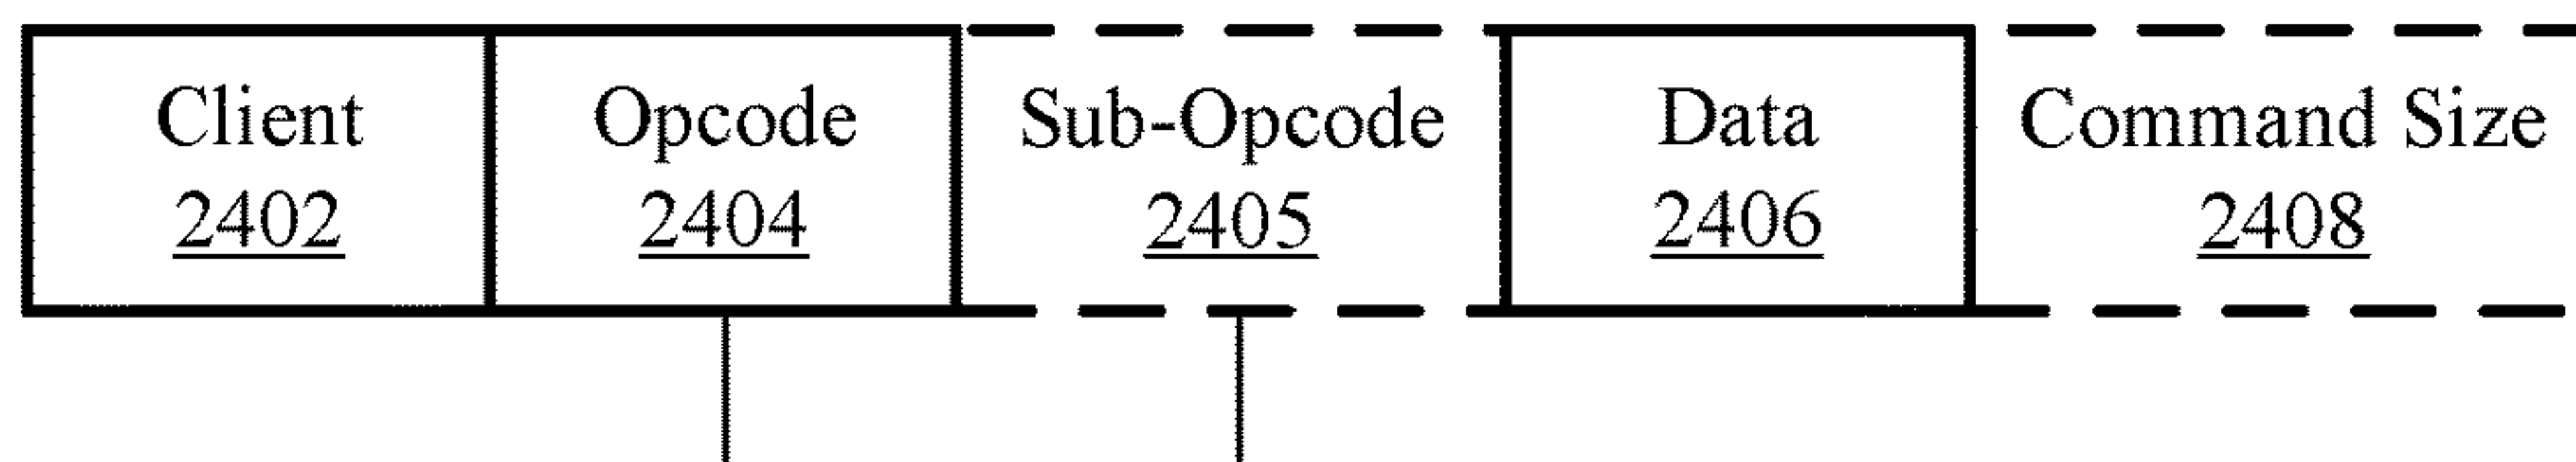 Client
2402
Opcode
2404
Sub-Opcode
2405
Data
2406
Command Size
2408